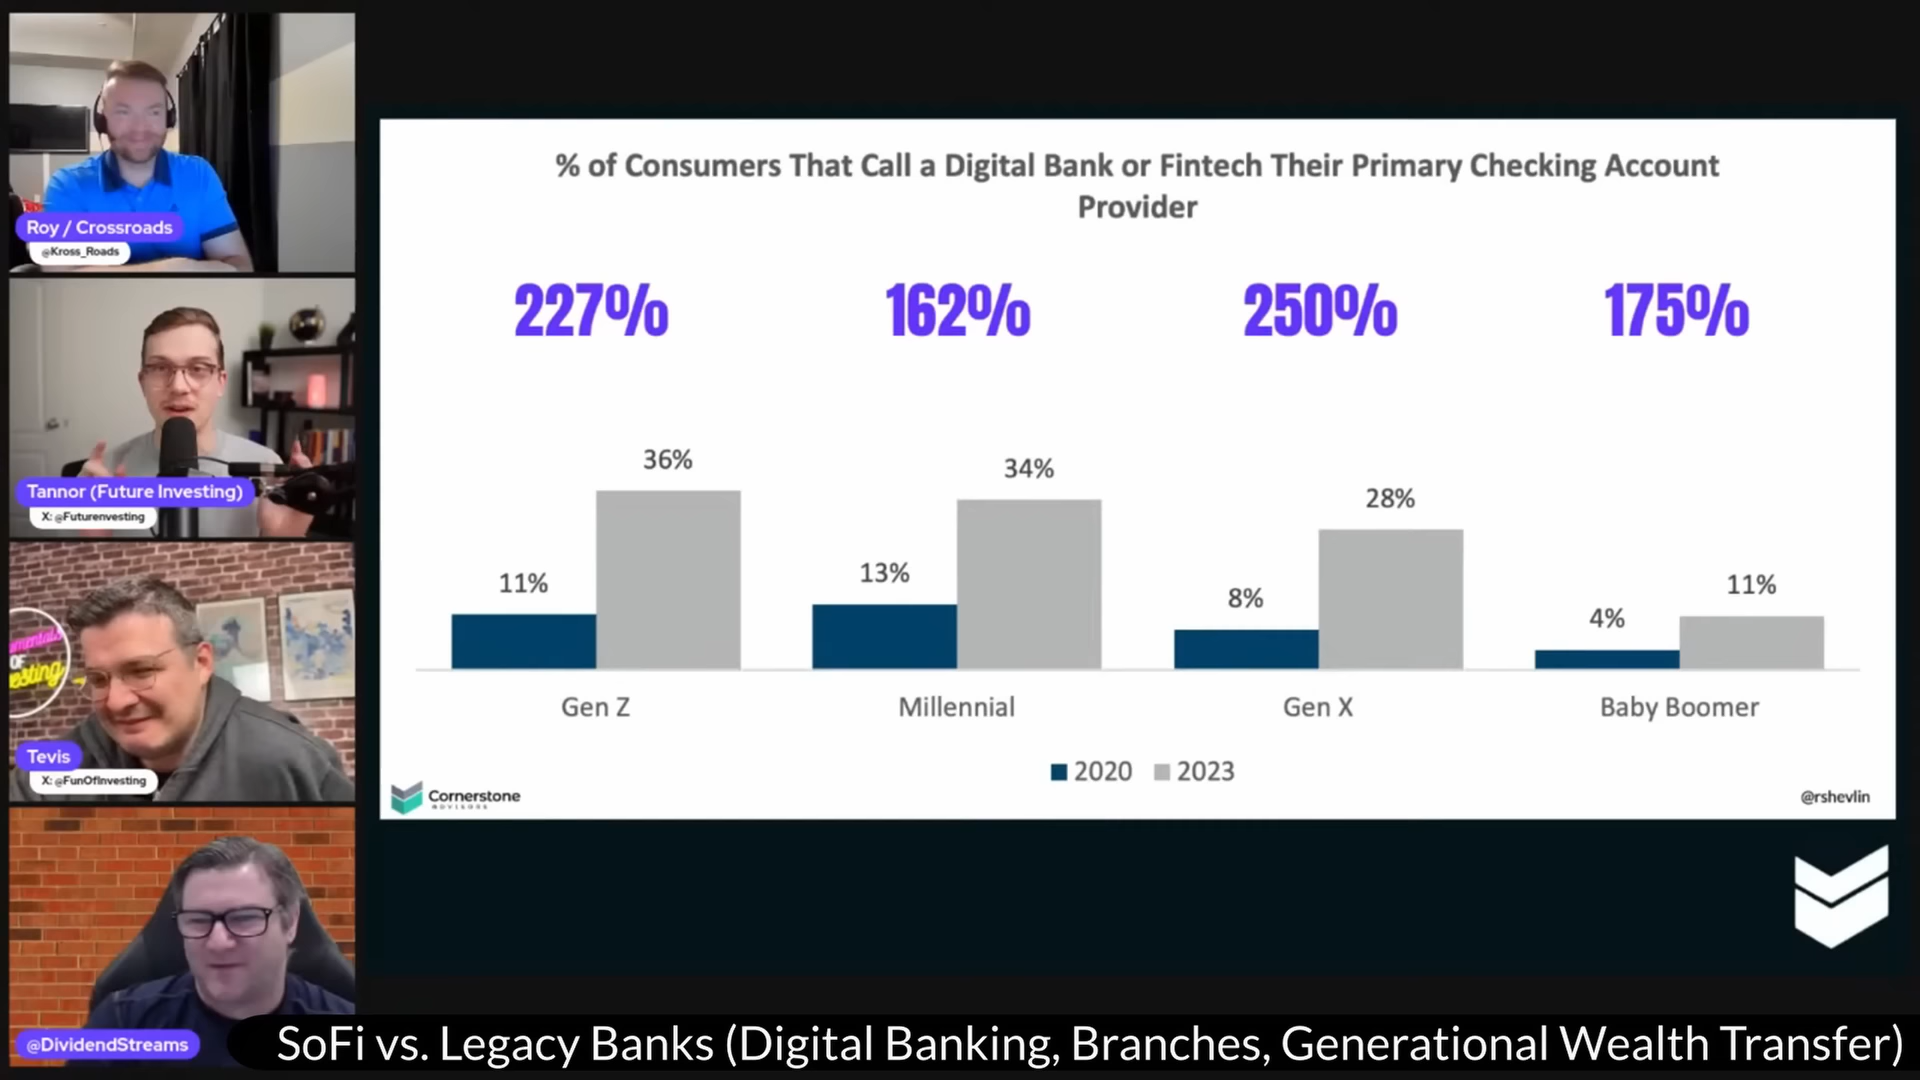 Roy / Crossroads
@Kross_Roads
Tannor (Future Investing)
X: @Futurenvesting
OF
Tevis
X: @FunOfInvesting
@DividendStreams
% of Consumers That Call a Digital Bank or Fintech Their Primary Checking Account
Provider
227% 162% 250% 175%
11% 36% 13% 34% 8% 28% 4% 11%
Gen Z Millennial Gen X Baby Boomer
2020 2023
Cornerstone
ADVISORS
@rshevlin
SoFi vs. Legacy Banks (Digital Banking, Branches, Generational Wealth Transfer)